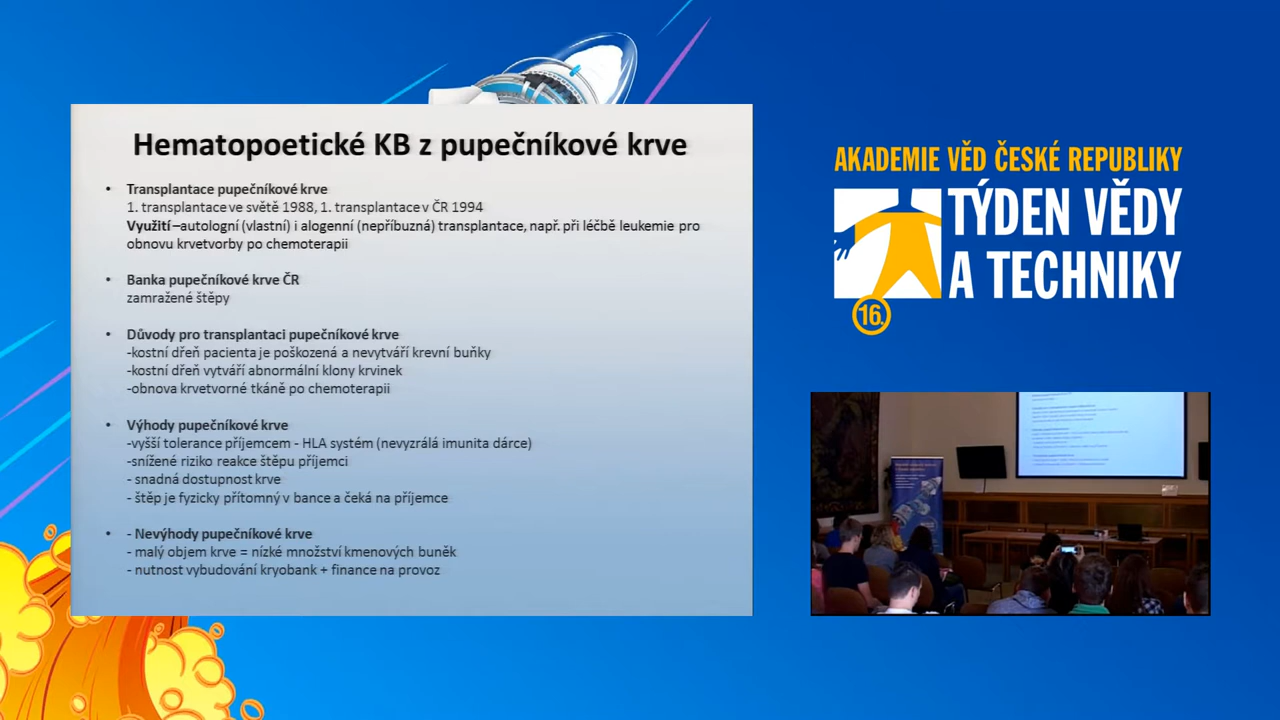 Hematopoetické KB z pupečníkové krve
• Transplantace pupečníkové krve
1. transplantace ve světě 1988, 1. transplantace v ČR 1994
Využití –autologní (vlastní) i alogenní (nepříbuzná) transplantace, např. při léčbě leukemie pro
obnovu krvetvorby po chemoterapii
• Banka pupečníkové krve ČR
zamražené štěpy
• Důvody pro transplantaci pupečníkové krve
-kostní dřeň pacienta je poškozená a nevytváří krevní buňky
-kostní dřeň vytváří abnormální klony krvinek
-obnova krvetvorné tkáně po chemoterapii
• Výhody pupečníkové krve
-vyšší tolerance příjemcem - HLA systém (nevyzrálá imunita dárce)
-snížené riziko reakce štěpu příjemci
- snadná dostupnost krve
- štěp je fyzicky přítomný v bance a čeká na příjemce
• - Nevýhody pupečníkové krve
- malý objem krve = nízké množství kmenových buněk
- nutnost vybudování kryobank + finance na provoz
AKADEMIE VĚD ČESKÉ REPUBLIKY
TÝDEN VĚDY
A TECHNIKY
16.